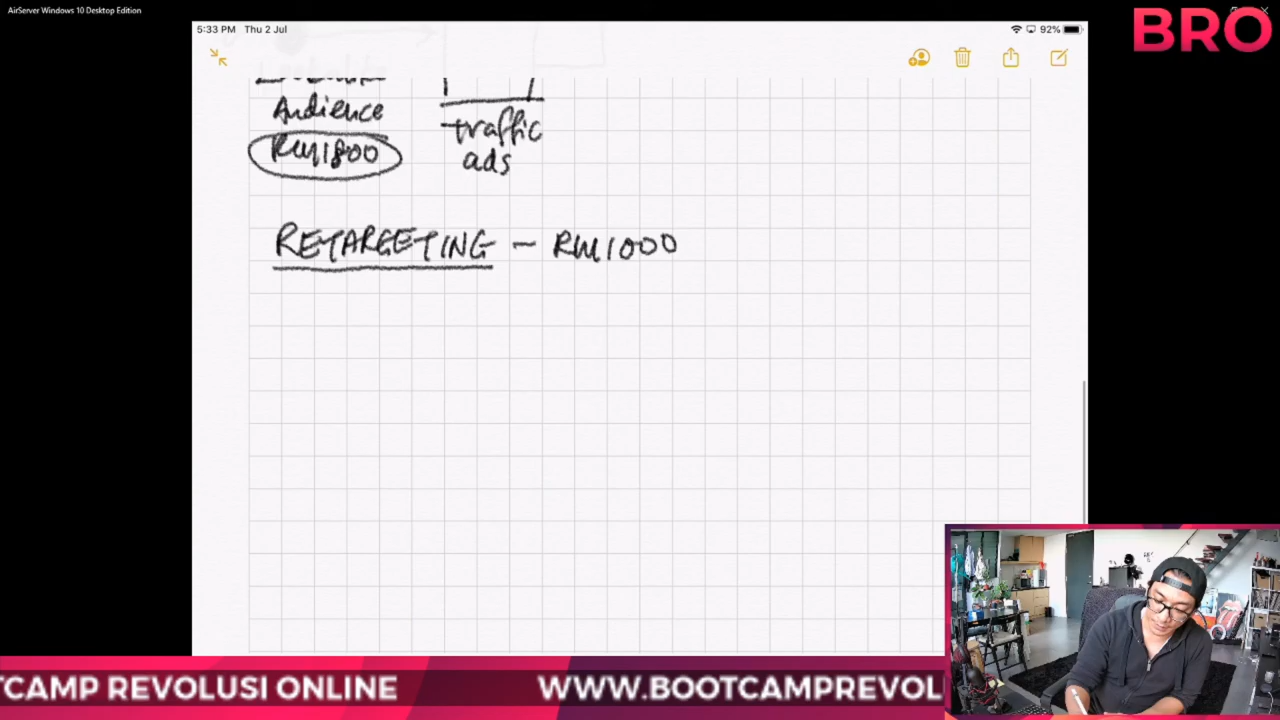 AirServer Windows 10 Desktop Edition
BRO
5:33 PM Thu 2 Jul
92%
Audience
RM1800
traffic
ads
RETARGETING - RM1000
TCAMP REVOLUSI ONLINE WWW.BOOTCAMPREVOL